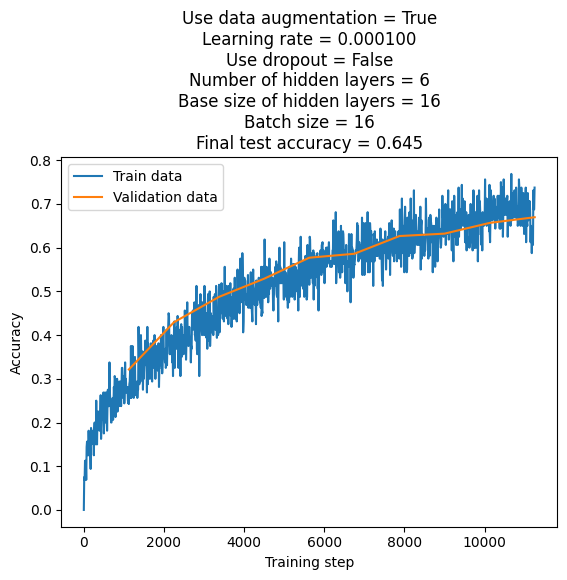 Use data augmentation = True
Learning rate = 0.000100
Use dropout = False
Number of hidden layers = 6
Base size of hidden layers = 16
Batch size = 16
Final test accuracy = 0.645
Train data
Validation data
Accuracy
0.8
0.7
0.6
0.5
0.4
0.3
0.2
0.1
0.0
0
2000
4000
6000
8000
10000
Training step